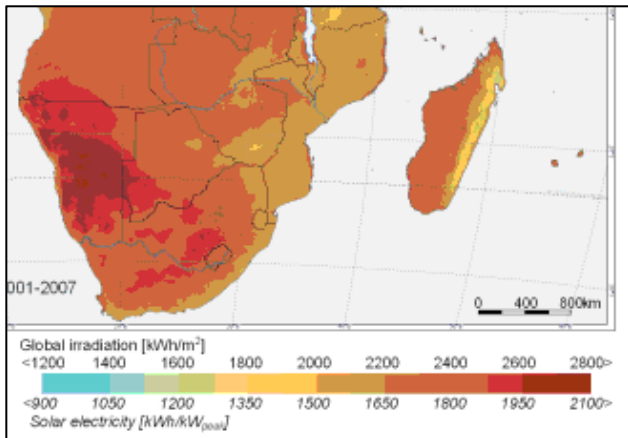 001-2007
0 400 800km
Global irradiation [kWh/m²]
<1200 1400 1600 1800 2000 2200 2400 2600 2800>
<900 1050 1200 1350 1500 1650 1800 1950 2100>
Solar electricity [kWh/kWpeak]